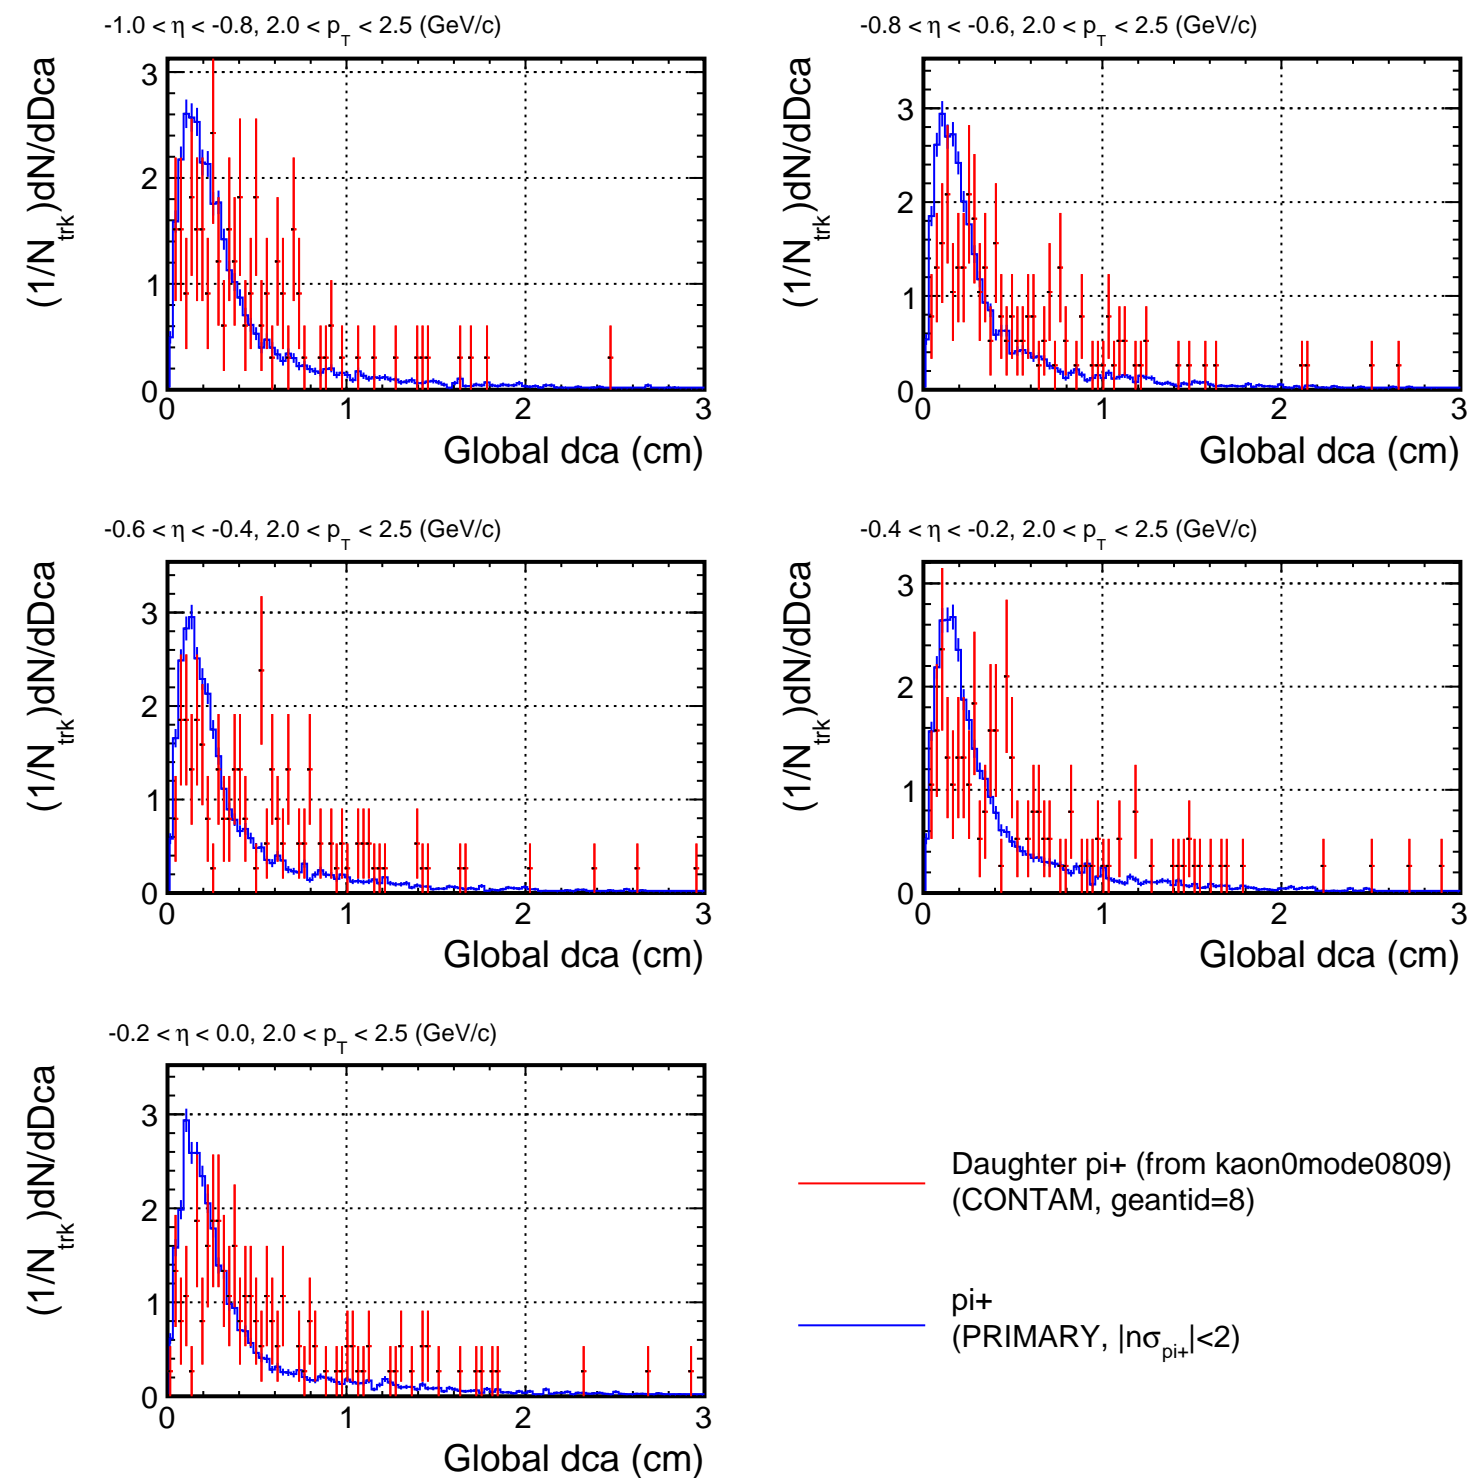 -1.0 < η < -0.8, 2.0 < p_T < 2.5 (GeV/c)
(1/N_trk)dN/dDca
3
2
1
0
0 1 2 3
Global dca (cm)
-0.8 < η < -0.6, 2.0 < p_T < 2.5 (GeV/c)
(1/N_trk)dN/dDca
3
2
1
0
0 1 2 3
Global dca (cm)
-0.6 < η < -0.4, 2.0 < p_T < 2.5 (GeV/c)
(1/N_trk)dN/dDca
3
2
1
0
0 1 2 3
Global dca (cm)
-0.4 < η < -0.2, 2.0 < p_T < 2.5 (GeV/c)
(1/N_trk)dN/dDca
3
2
1
0
0 1 2 3
Global dca (cm)
-0.2 < η < 0.0, 2.0 < p_T < 2.5 (GeV/c)
(1/N_trk)dN/dDca
3
2
1
0
0 1 2 3
Global dca (cm)
Daughter pi+ (from kaon0mode0809)
(CONTAM, geantid=8)
pi+
(PRIMARY, |nσ_pi+|<2)